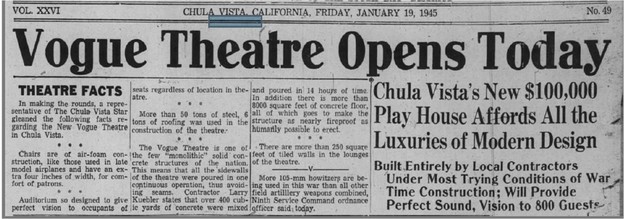 VOL. XXVI
CHULA VISTA, CALIFORNIA, FRIDAY, JANUARY 19, 1945
No. 49
Vogue Theatre Opens Today
THEATRE FACTS
In making the rounds, a repre-
sentative of The Chula Vista Star
gleaned the following facts re-
garding the New Vogue Theatre
in Chula Vista.
* * *
Chairs are of air-foam con-
struction, like those used in late
model airplanes and have an ex-
tra four inches of width, for com-
fort of patrons.
* * *
Auditorium so designed to give
perfect vision to occupants of
seats regardless of location in the-
atre.
* * *
More than 50 tons of steel, 6
tons of roofing was used in the
construction of the theatre.
* * *
The Vogue Theatre is one of
the few "monolithic" solid con-
crete structures of the nation.
This means that all the sidewalls
of the theatre were poured in one
continuous operation, thus avoid-
ing seams. Contractor Larry
Kuebler states that over 400 cub-
ic yards of concrete were mixed
and poured in 14 hours of time.
In addition there is more than
8000 square feet of concrete floor,
all of which goes to make the
structure as nearly fireproof as
humanly possible to erect.
* * *
There are more than 250 square
feet of tiled walls in the lounges
of the theatre.
V
More 105-mm howitzers are be-
ing used in this war than all other
field artillery weapons combined,
Ninth Service Command ordnance
officer said today.
Chula Vista's New $100,000
Play House Affords All the
Luxuries of Modern Design
Built Entirely by Local Contractors
Under Most Trying Conditions of War
Time Construction; Will Provide
Perfect Sound, Vision to 800 Guests